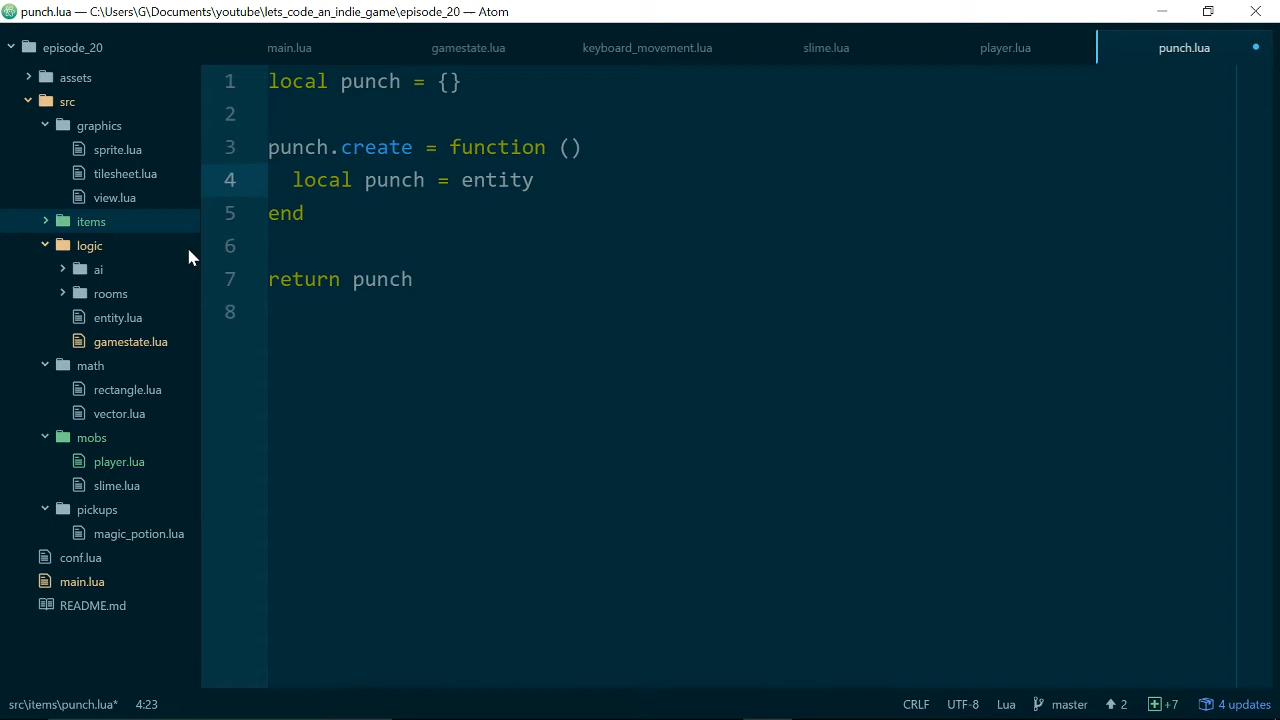 punch.lua — C:\Users\G\Documents\youtube\lets_code_an_indie_game\episode_20 — Atom
episode_20
main.lua
gamestate.lua
keyboard_movement.lua
slime.lua
player.lua
punch.lua
assets
src
graphics
sprite.lua
tilesheet.lua
view.lua
items
logic
ai
rooms
entity.lua
gamestate.lua
math
rectangle.lua
vector.lua
mobs
player.lua
slime.lua
pickups
magic_potion.lua
conf.lua
main.lua
README.md
1 local punch = {}
2
3 punch.create = function ()
4 local punch = entity
5 end
6
7 return punch
8
src\items\punch.lua* 4:23
CRLF UTF-8 Lua master 2 +7 4 updates